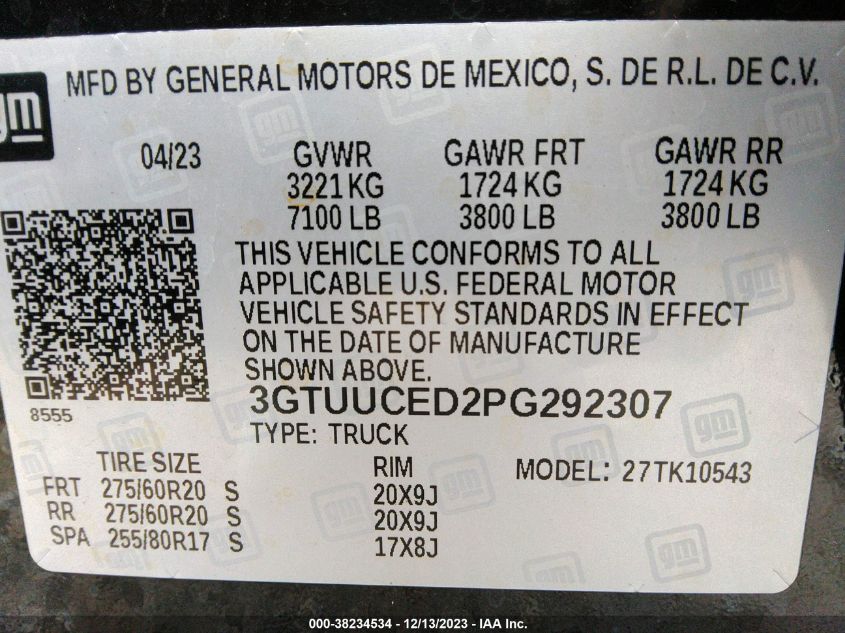 gm MFD BY GENERAL MOTORS DE MEXICO, S. DE R.L. DE C.V.
04/23 GVWR GAWR FRT GAWR RR
3221 KG 1724 KG 1724 KG
7100 LB 3800 LB 3800 LB
THIS VEHICLE CONFORMS TO ALL
APPLICABLE U.S. FEDERAL MOTOR
VEHICLE SAFETY STANDARDS IN EFFECT
ON THE DATE OF MANUFACTURE
SHOWN ABOVE.
8555 3GTUUCED2PG292307
TYPE: TRUCK
TIRE SIZE RIM MODEL: 27TK10543
FRT 275/60R20 S 20X9J
RR 275/60R20 S 20X9J
SPA 255/80R17 S 17X8J
000-38234534 - 12/13/2023 - IAA Inc.